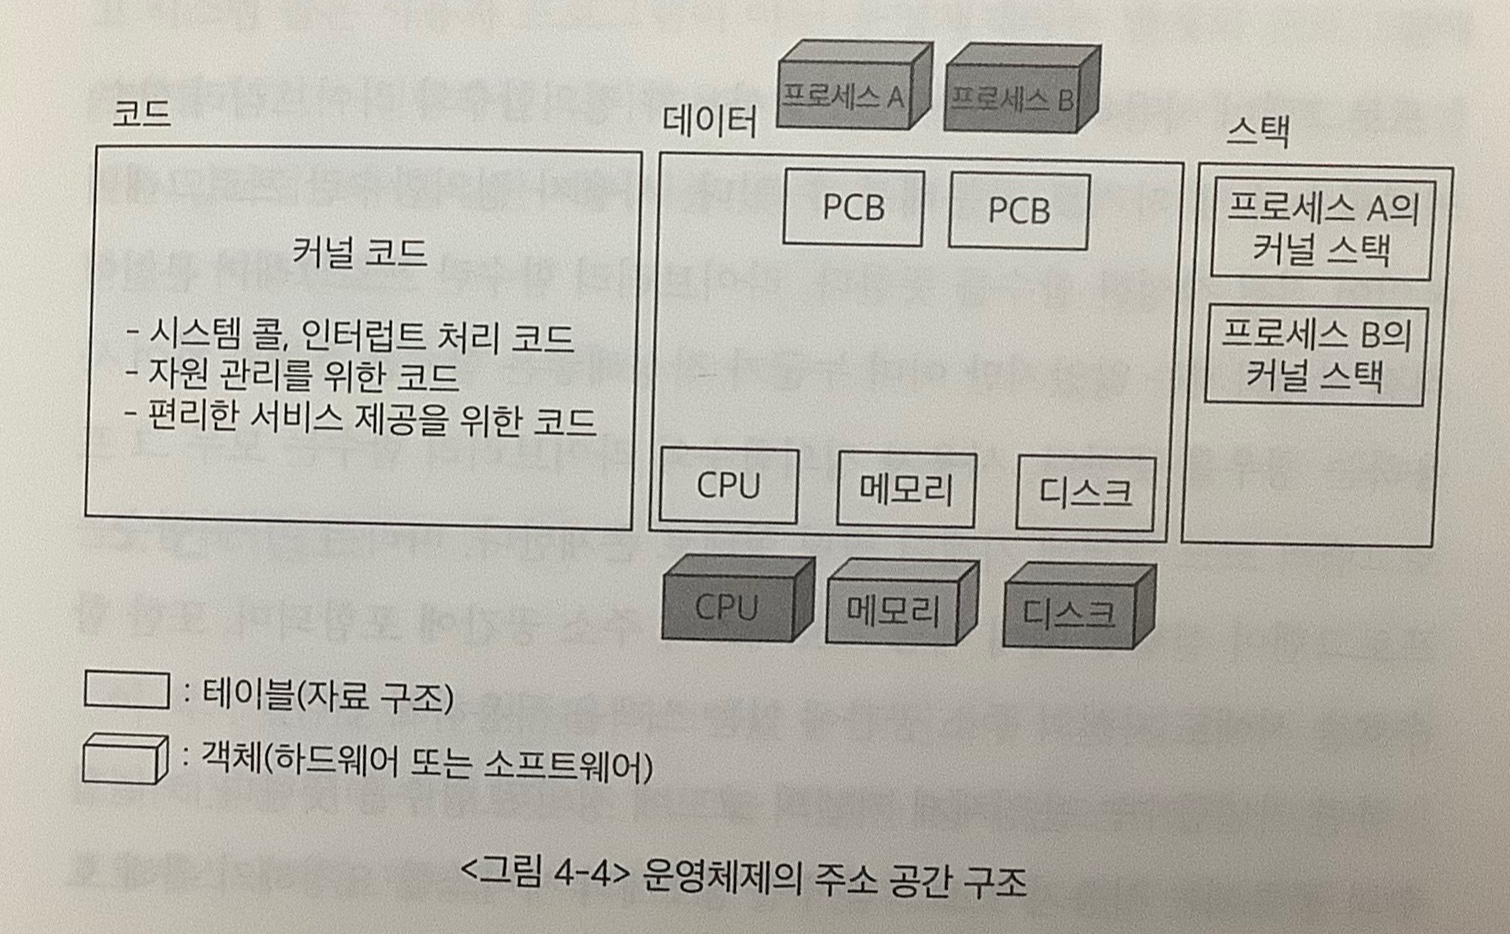 코드
커널 코드
- 시스템 콜, 인터럽트 처리 코드
- 자원 관리를 위한 코드
- 편리한 서비스 제공을 위한 코드
데이터
프로세스 A
프로세스 B
PCB
PCB
CPU
메모리
디스크
CPU
메모리
디스크
스택
프로세스 A의
커널 스택
프로세스 B의
커널 스택
: 테이블(자료 구조)
: 객체(하드웨어 또는 소프트웨어)
<그림 4-4> 운영체제의 주소 공간 구조